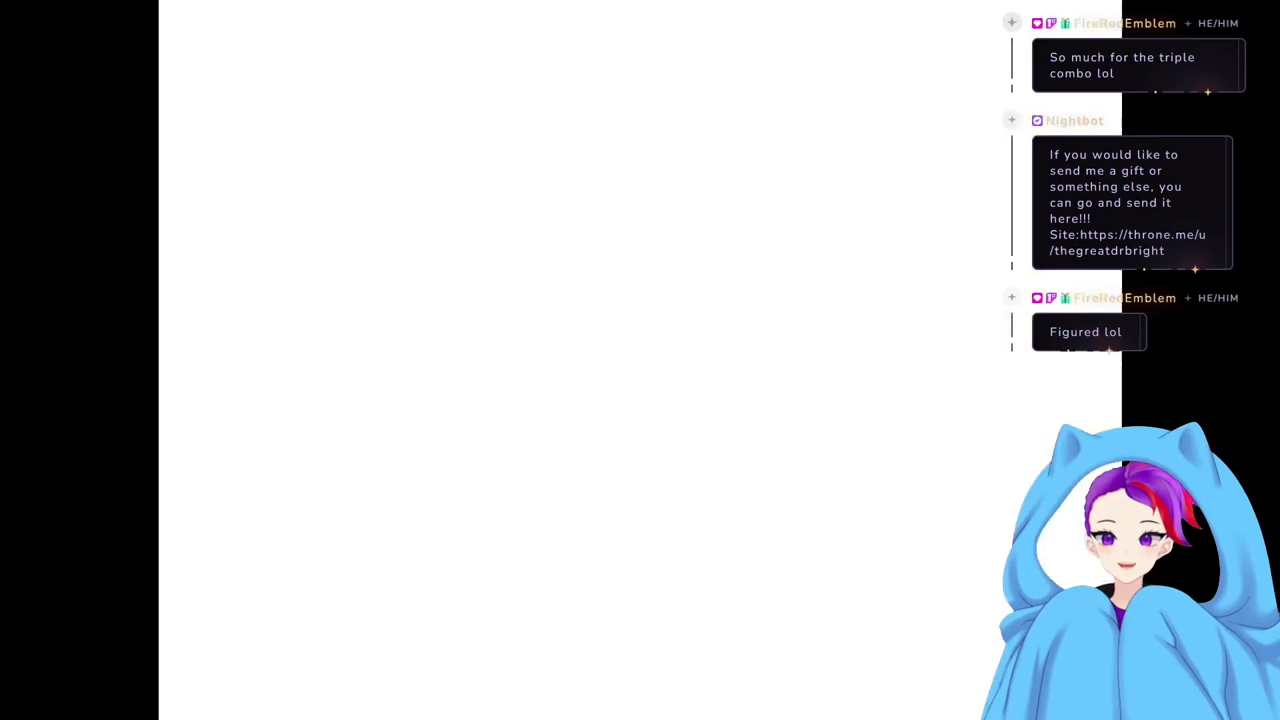 FireRedEmblem + HE/HIM
So much for the triple
combo lol
Nightbot
If you would like to
send me a gift or
something else, you
can go and send it
here!!!
Site:https://throne.me/u
/thegreatdrbright
FireRedEmblem + HE/HIM
Figured lol